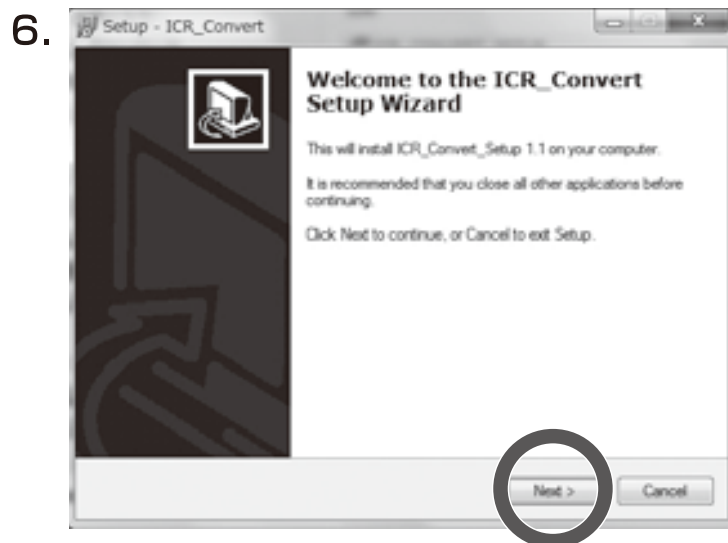 6.
Setup - ICR_Convert
Welcome to the ICR_Convert
Setup Wizard
This will install ICR_Convert_Setup 1.1 on your computer.
It is recommended that you close all other applications before
continuing.
Click Next to continue, or Cancel to exit Setup.
Next >
Cancel